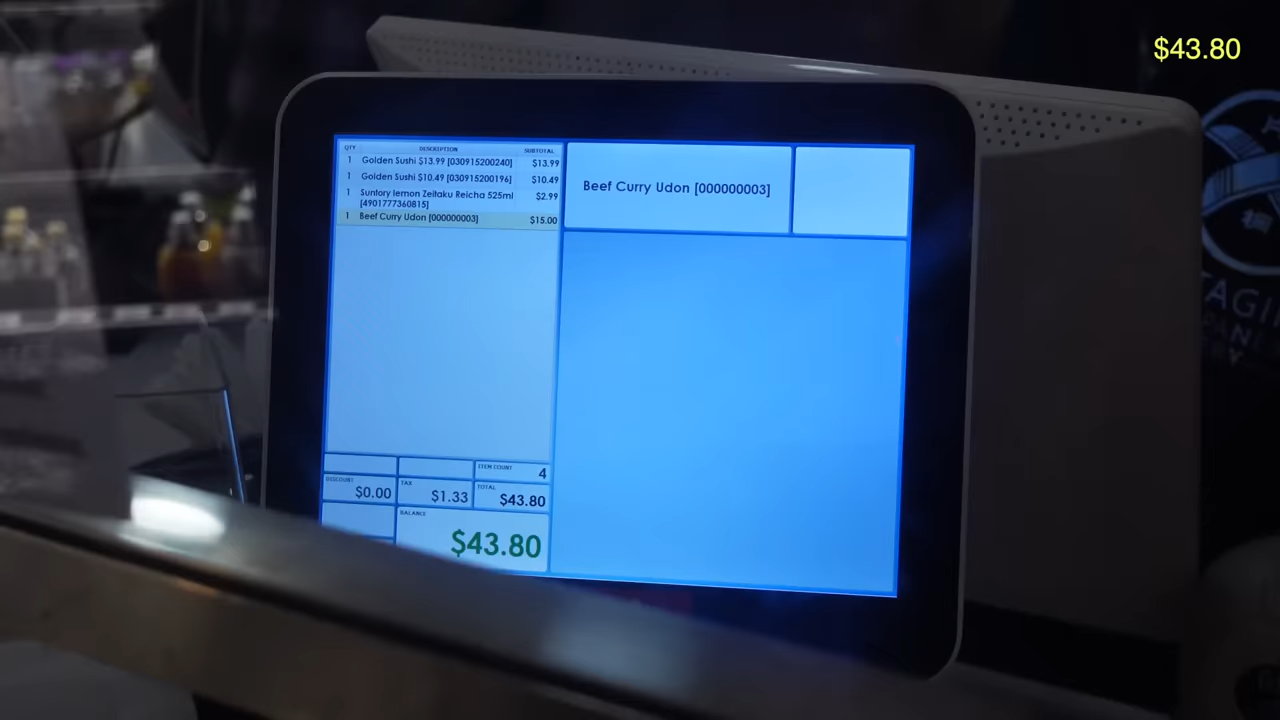 $43.80
QTY DESCRIPTION SUBTOTAL
1 Golden Sushi $13.99 [030915200240] $13.99
1 Golden Sushi $10.49 [030915200196] $10.49
1 Suntory lemon Zeitaku Reicha 525ml $2.99
[4901777360815]
1 Beef Curry Udon [000000003] $15.00
Beef Curry Udon [000000003]
ITEM COUNT
4
DISCOUNT TAX TOTAL
$0.00 $1.33 $43.80
BALANCE
$43.80